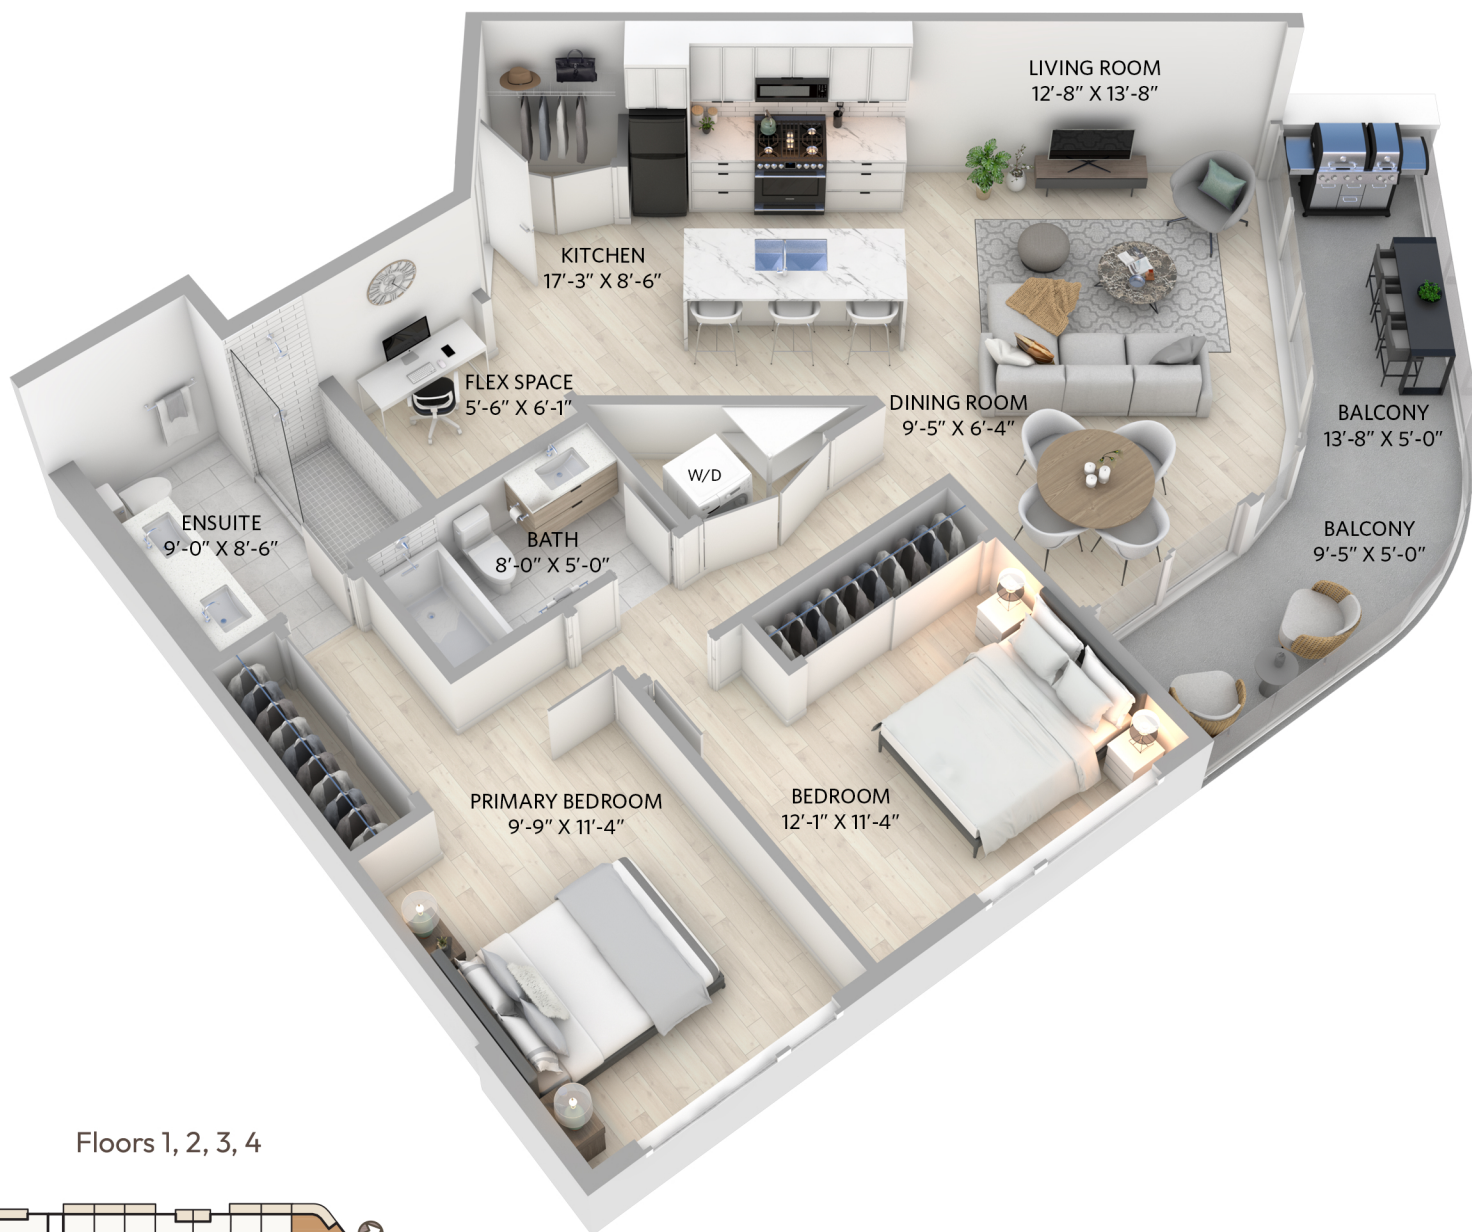 LIVING ROOM
12'-8" X 13'-8"
KITCHEN
17'-3" X 8'-6"
FLEX SPACE
5'-6" X 6'-1"
DINING ROOM
9'-5" X 6'-4"
BALCONY
13'-8" X 5'-0"
W/D
ENSUITE
9'-0" X 8'-6"
BATH
8'-0" X 5'-0"
BALCONY
9'-5" X 5'-0"
PRIMARY BEDROOM
9'-9" X 11'-4"
BEDROOM
12'-1" X 11'-4"
Floors 1, 2, 3, 4